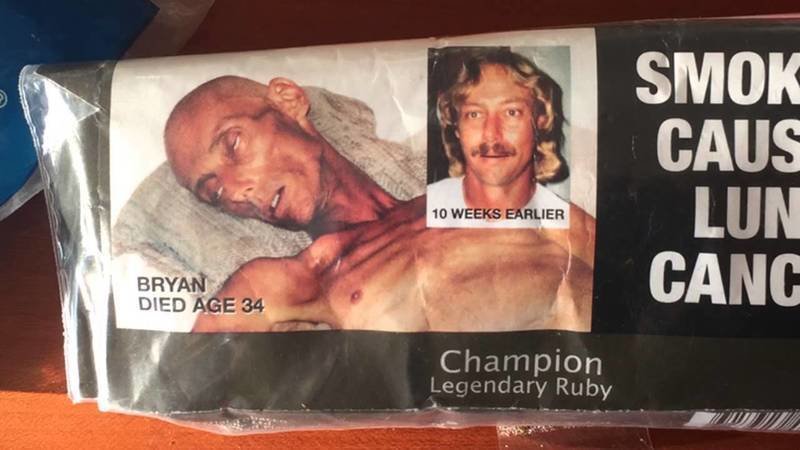 10 WEEKS EARLIER
BRYAN
DIED AGE 34
SMOK
CAUS
LUN
CANC
Champion
Legendary Ruby